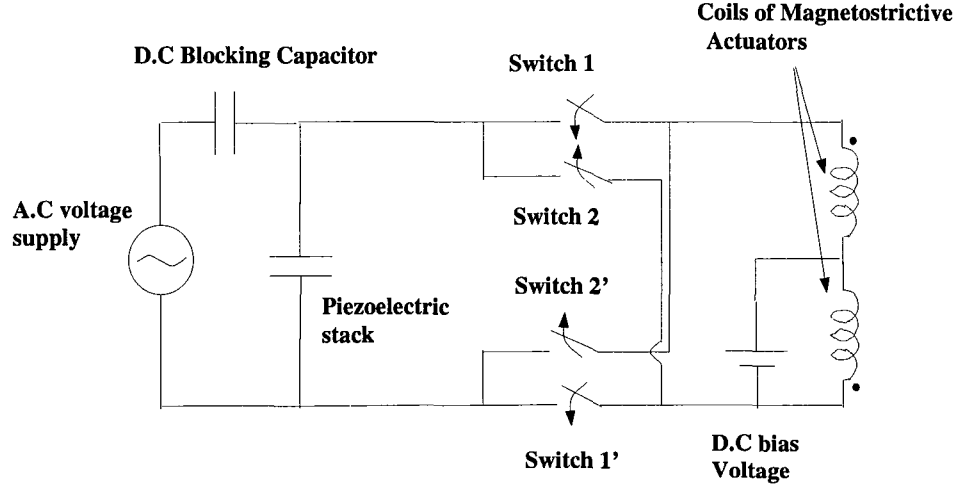 Coils of Magnetostrictive
Actuators
D.C Blocking Capacitor
Switch 1
A.C voltage
supply
Switch 2
Switch 2'
Piezoelectric
stack
Switch 1'
D.C bias
Voltage